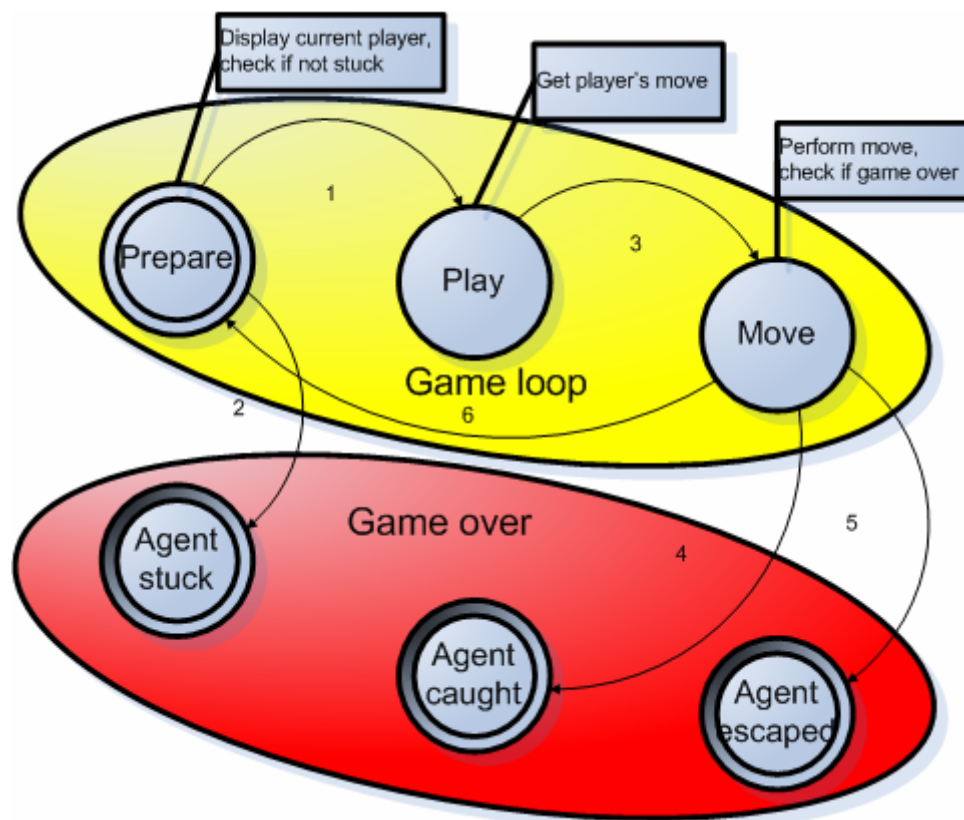 Display current player,
check if not stuck
Get player's move
Perform move,
check if game over
1
3
Prepare
Play
Move
Game loop
2
6
Game over
5
4
Agent
stuck
Agent
caught
Agent
escaped